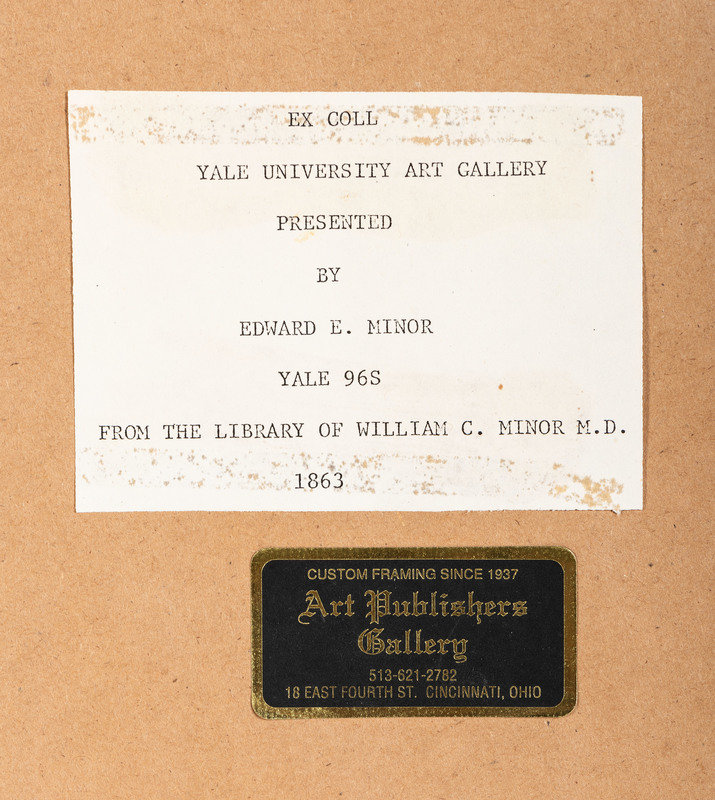 EX COLL
YALE UNIVERSITY ART GALLERY
PRESENTED
BY
EDWARD E. MINOR
YALE 96S
FROM THE LIBRARY OF WILLIAM C. MINOR M.D.
1863
CUSTOM FRAMING SINCE 1937
Art Publishers
Gallery
513-621-2782
18 EAST FOURTH ST. CINCINNATI, OHIO